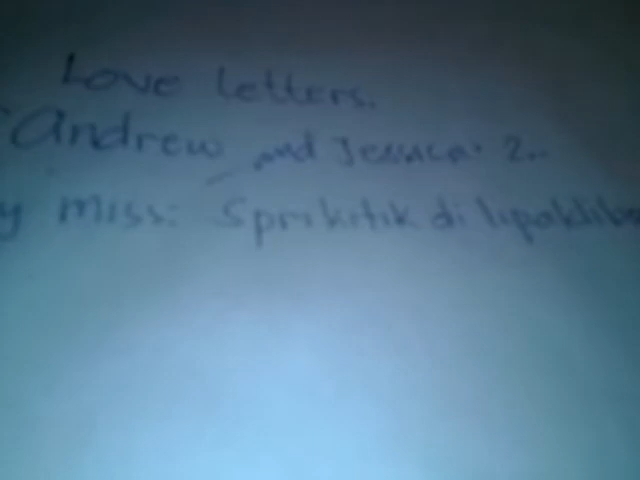 Love letters.
Andrew and Jessica. 2..
y miss: Sprikitik di